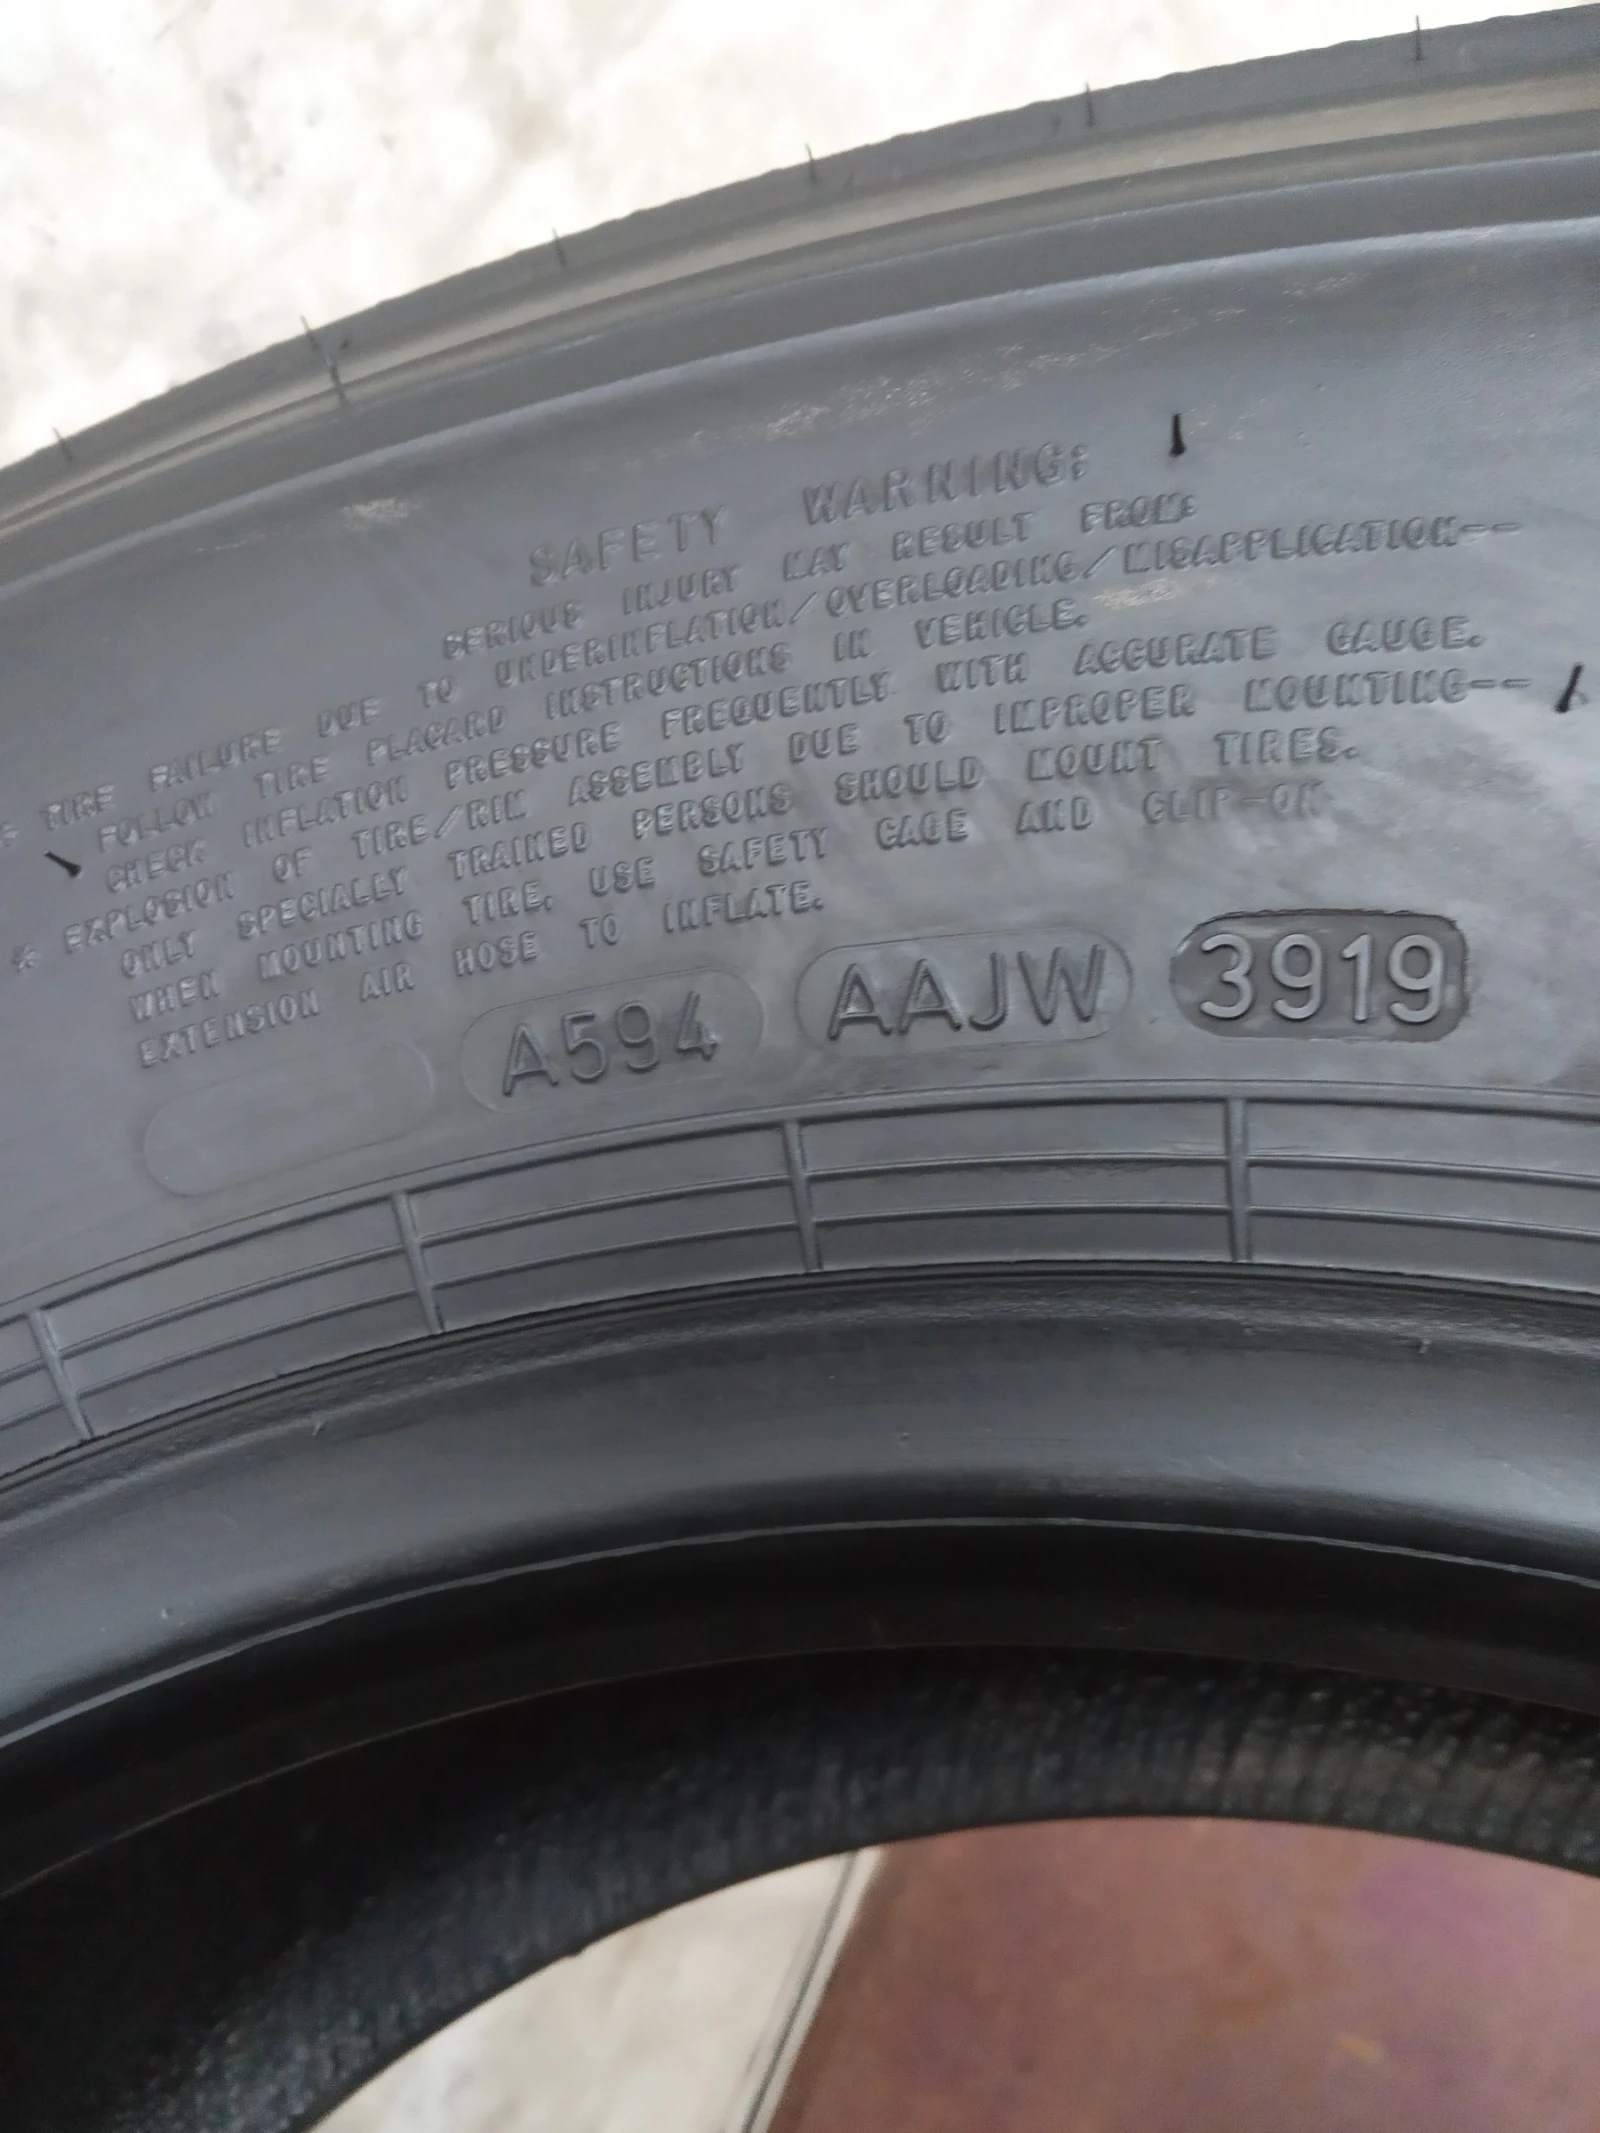 SAFETY WARNING:
SERIOUS INJURY MAY RESULT FROM:
* TIRE FAILURE DUE TO UNDERINFLATION/OVERLOADING/MISAPPLICATION--
FOLLOW TIRE PLACARD INSTRUCTIONS IN VEHICLE.
CHECK INFLATION PRESSURE FREQUENTLY WITH ACCURATE GAUGE.
* EXPLOSION OF TIRE/RIM ASSEMBLY DUE TO IMPROPER MOUNTING--
ONLY SPECIALLY TRAINED PERSONS SHOULD MOUNT TIRES.
WHEN MOUNTING TIRE, USE SAFETY CAGE AND CLIP-ON
EXTENSION AIR HOSE TO INFLATE.
A594 AAJW 3919